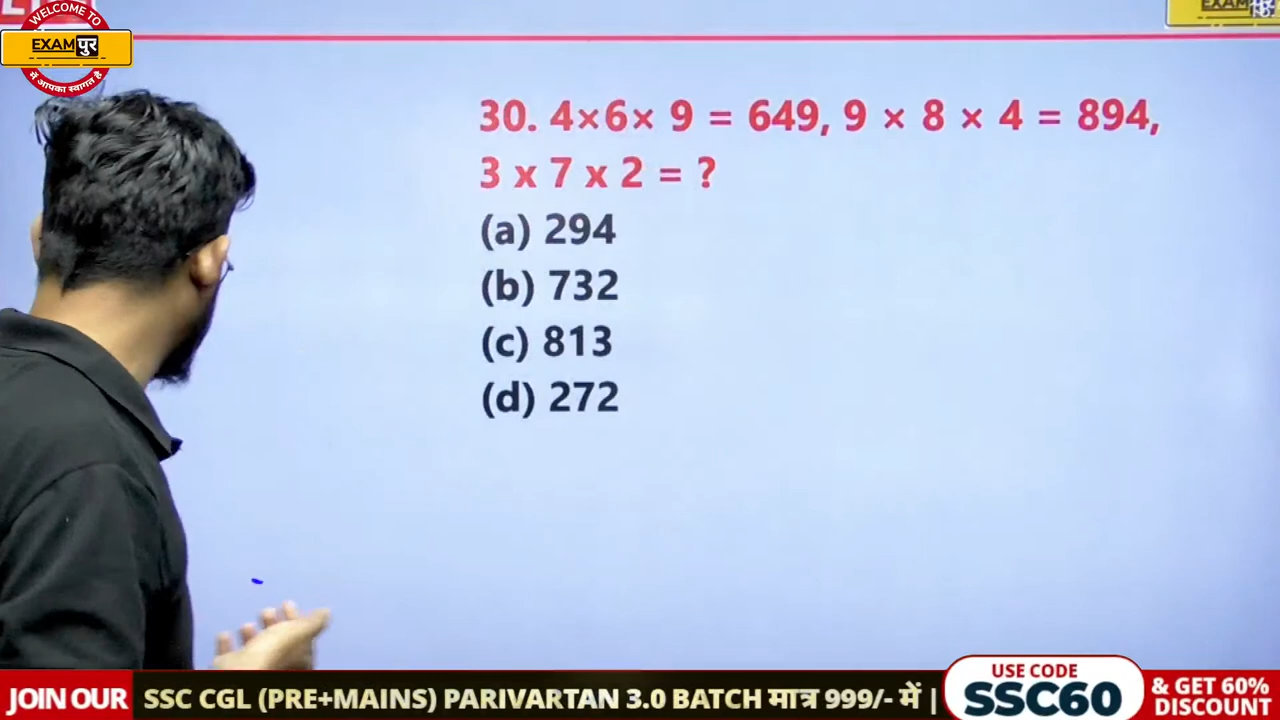 WELCOME TO
EXAMपुर
में आपका स्वागत है
EXAM
30. 4×6× 9 = 649, 9 × 8 × 4 = 894,
3 x 7 x 2 = ?
(a) 294
(b) 732
(c) 813
(d) 272
JOIN OUR SSC CGL (PRE+MAINS) PARIVARTAN 3.0 BATCH मात्र 999/- में |
USE CODE
SSC60
& GET 60%
DISCOUNT